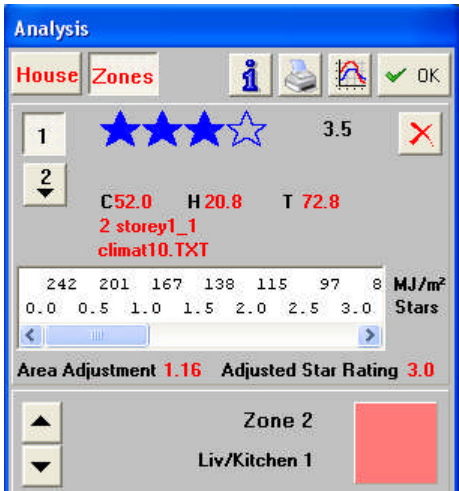 Analysis
House Zones OK
1 3.5
2
C52.0 H 20.8 T 72.8
2 storey1_1
climat10.TXT
242 201 167 138 115 97 8 MJ/m²
0.0 0.5 1.0 1.5 2.0 2.5 3.0 Stars
Area Adjustment 1.16 Adjusted Star Rating 3.0
Zone 2
Liv/Kitchen 1